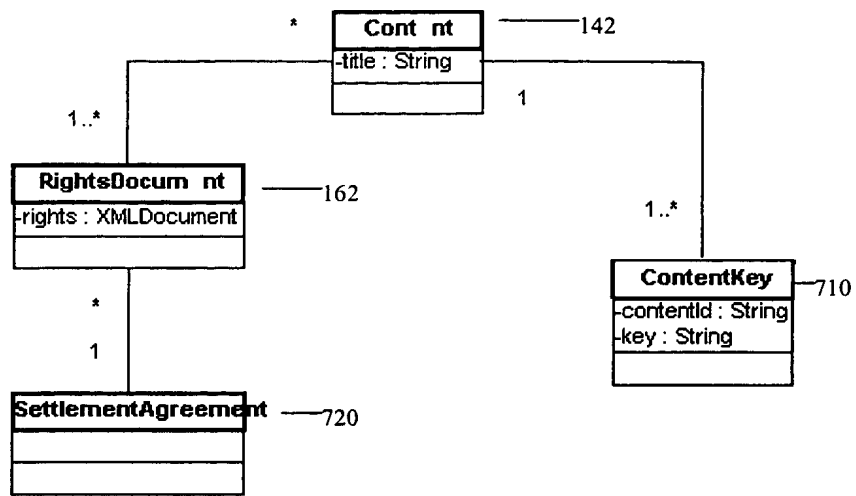 *
Cont nt
142
-title : String
1
1..*
RightsDocum nt
162
-rights : XMLDocument
1..*
ContentKey
710
-contentId : String
-key : String
*
1
SettlementAgreement
720